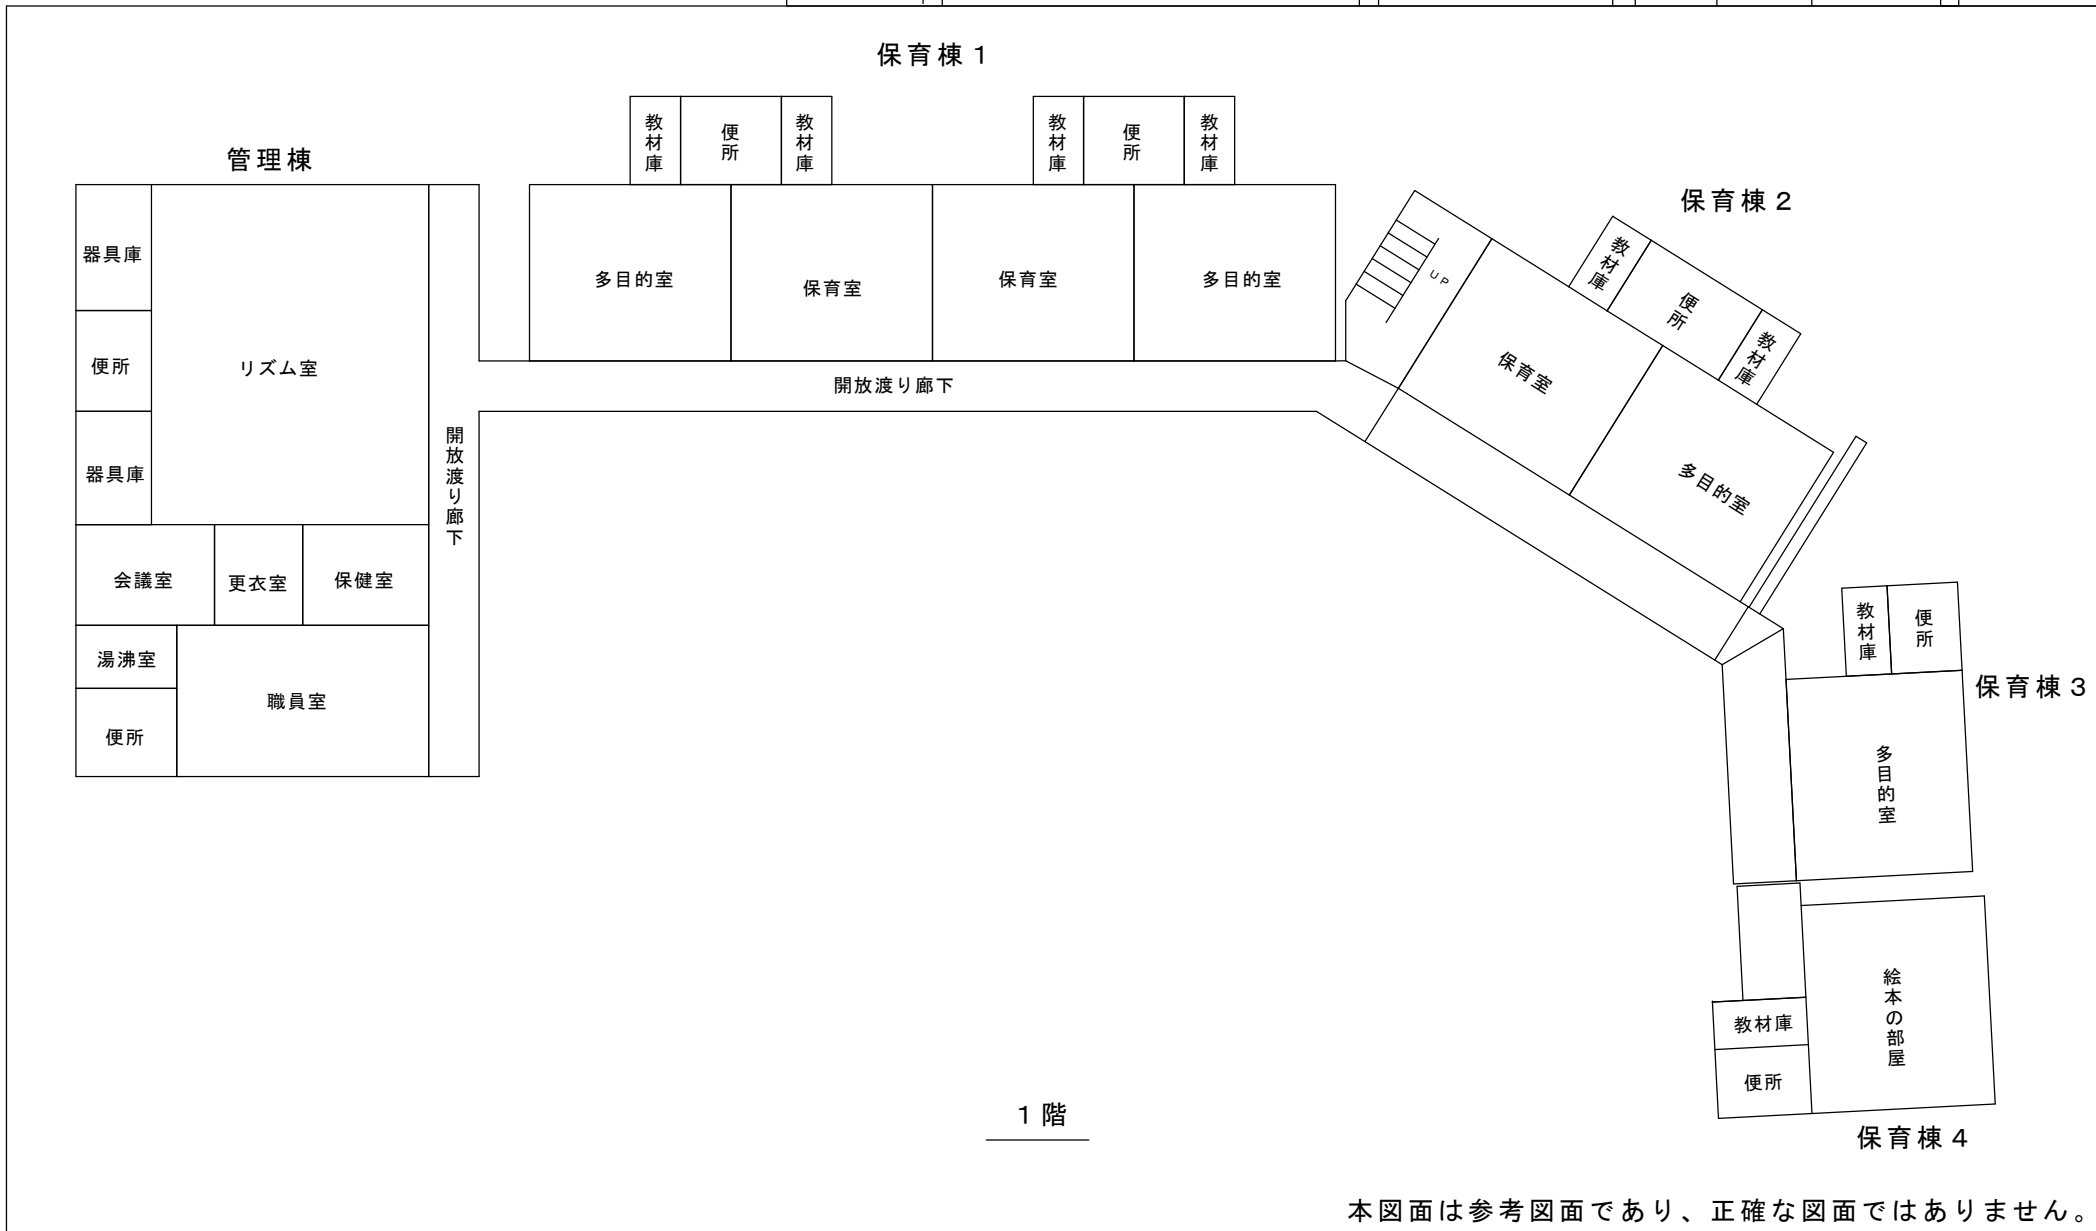 保育棟1
教材庫
便所
教材庫
教材庫
便所
教材庫
管理棟
保育棟2
器具庫
リズム室
便所
器具庫
多目的室
保育室
保育室
多目的室
UP
教材庫
便所
教材庫
保育室
多目的室
開放渡り廊下
開放渡り廊下
会議室
更衣室
保健室
湯沸室
職員室
便所
教材庫
便所
保育棟3
多目的室
絵本の部屋
教材庫
便所
保育棟4
1階
本図面は参考図面であり、正確な図面ではありません。